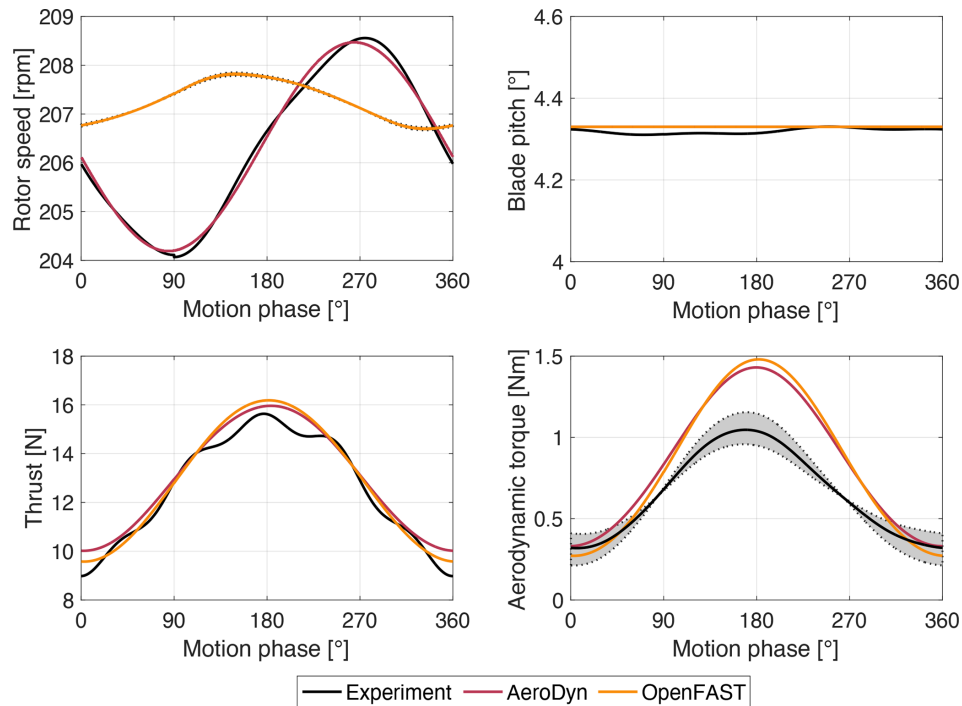 209
208
207
206
205
204
Rotor speed [rpm]
0 90 180 270 360
Motion phase [°]
4.6
4.4
4.2
4
Blade pitch [°]
0 90 180 270 360
Motion phase [°]
16
14
12
10
8
Thrust [N]
0 90 180 270 360
Motion phase [°]
1.5
1
0.5
0
Aerodynamic torque [Nm]
0 90 180 270 360
Motion phase [°]
Experiment AeroDyn OpenFAST